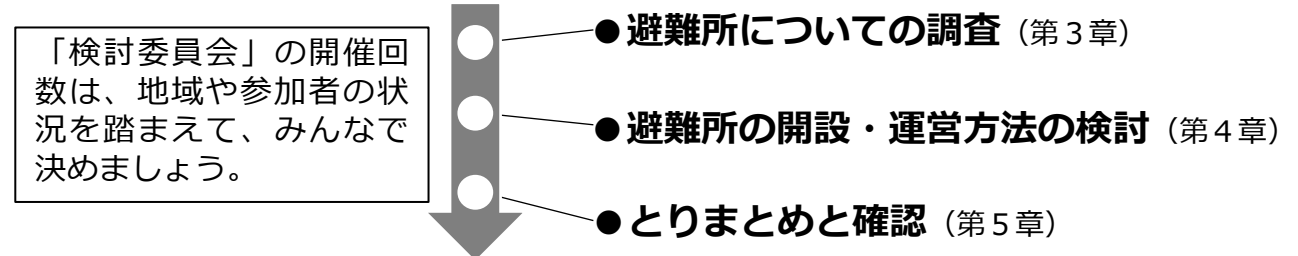 「検討委員会」の開催回
数は、地域や参加者の状
況を踏まえて、みんなで
決めましょう。
●避難所についての調査（第３章）
●避難所の開設・運営方法の検討（第４章）
●とりまとめと確認（第５章）